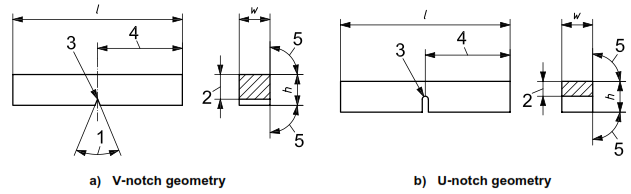 l w l w
5 5
3 4 3 4
2 h 2 h
1 5 5
a) V-notch geometry b) U-notch geometry